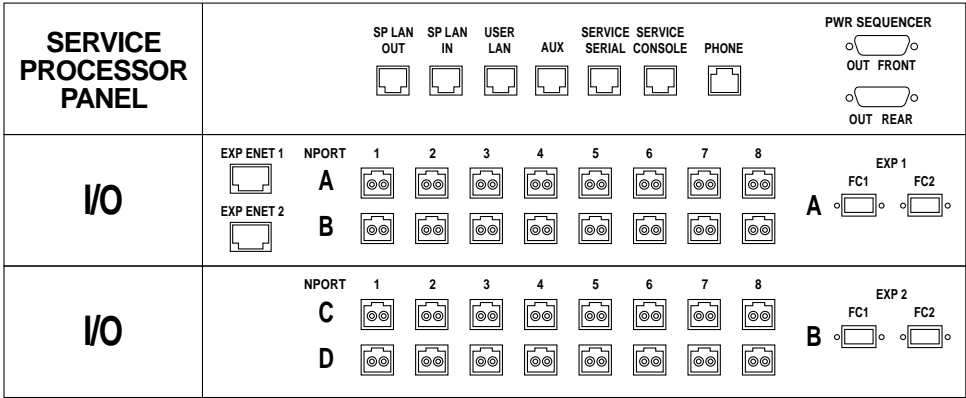 SERVICE
PROCESSOR
PANEL
SP LAN
OUT
SP LAN
IN
USER
LAN
AUX
SERVICE
SERIAL
SERVICE
CONSOLE
PHONE
PWR SEQUENCER
OUT FRONT
OUT REAR
I/O
EXP ENET 1
EXP ENET 2
NPORT 1 2 3 4 5 6 7 8
A
B
EXP 1
FC1 FC2
A
I/O
NPORT 1 2 3 4 5 6 7 8
C
D
EXP 2
FC1 FC2
B